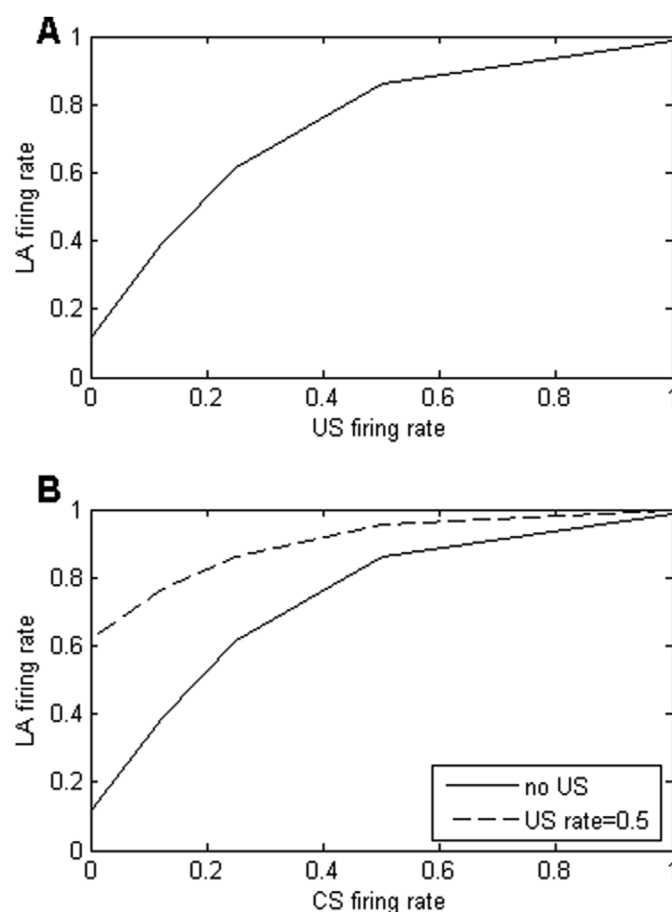 A
1
0.8
0.6
0.4
0.2
0
LA firing rate
0 0.2 0.4 0.6 0.8 1
US firing rate
B
1
0.8
0.6
0.4
0.2
0
LA firing rate
no US
US rate=0.5
0 0.2 0.4 0.6 0.8 1
CS firing rate